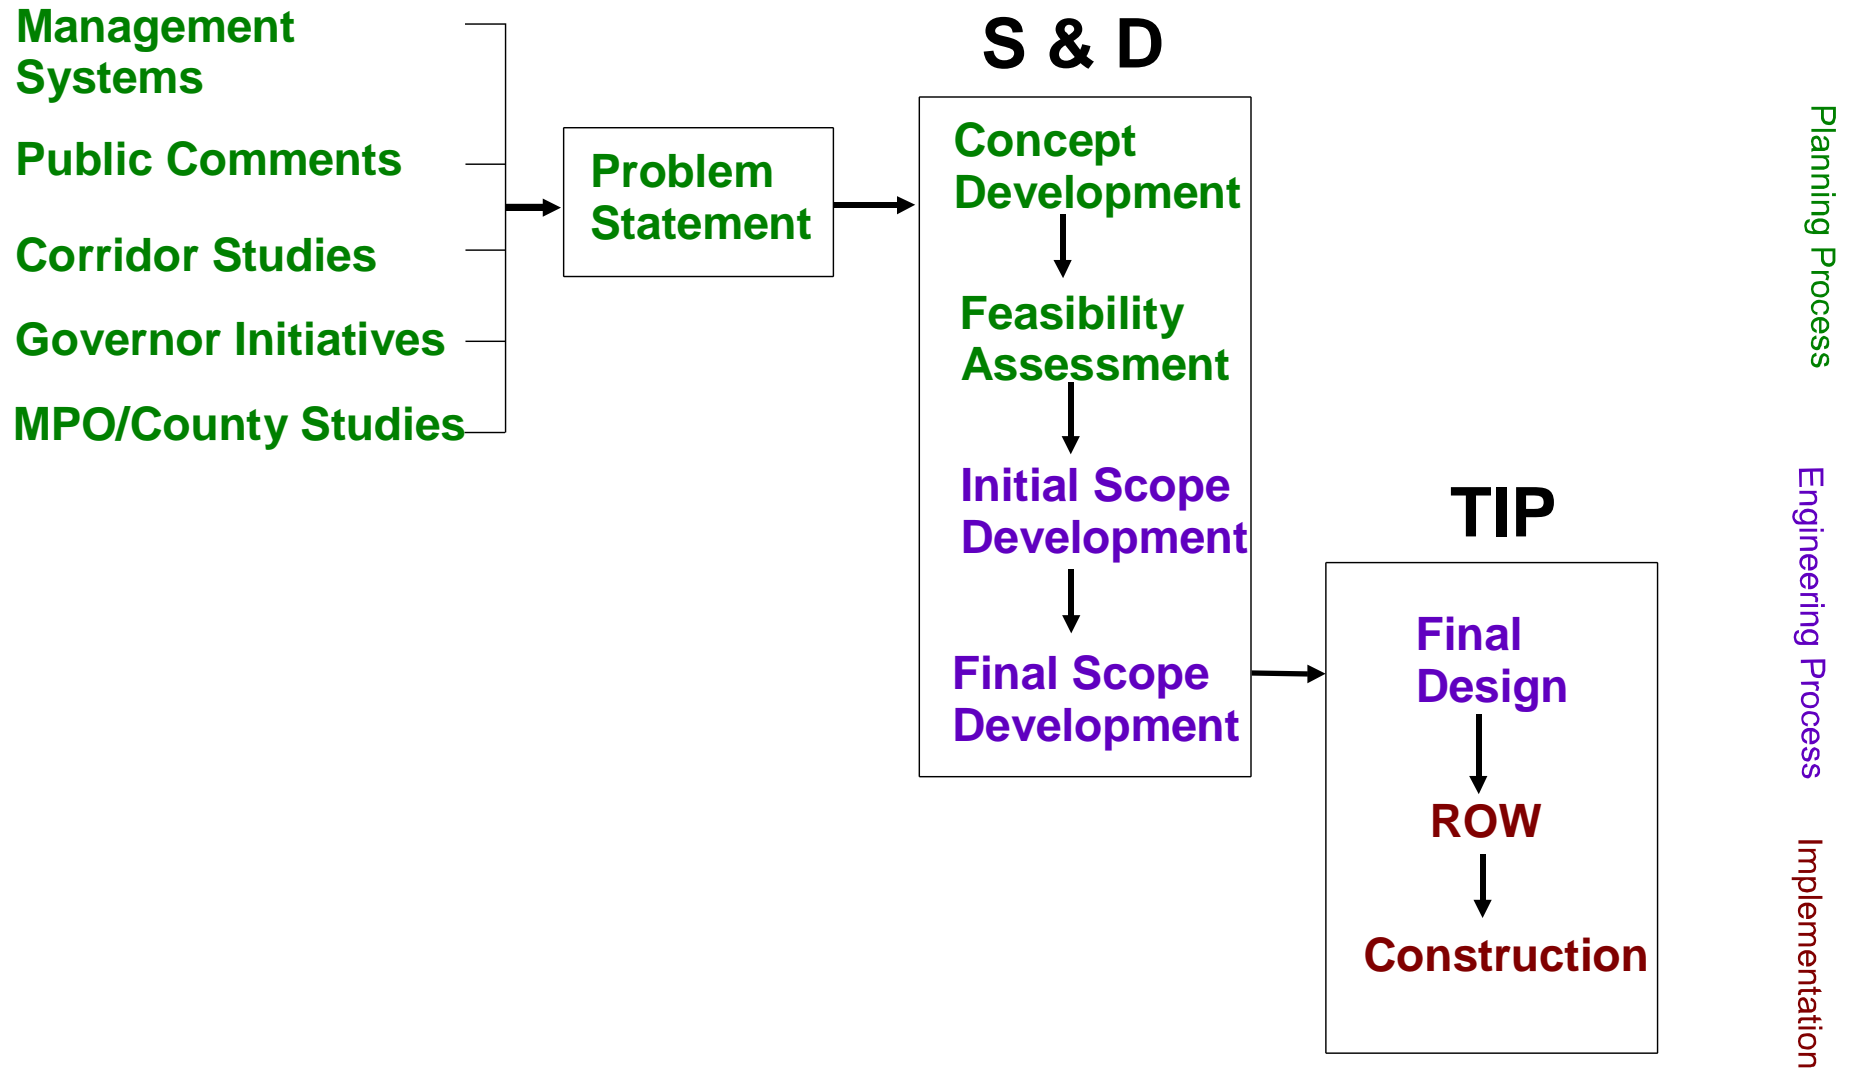 Management
Systems
Public Comments
Corridor Studies
Governor Initiatives
MPO/County Studies
Problem
Statement
S & D
Concept
Development
Feasibility
Assessment
Initial Scope
Development
Final Scope
Development
TIP
Final
Design
ROW
Construction
Planning Process
Engineering Process
Implementation